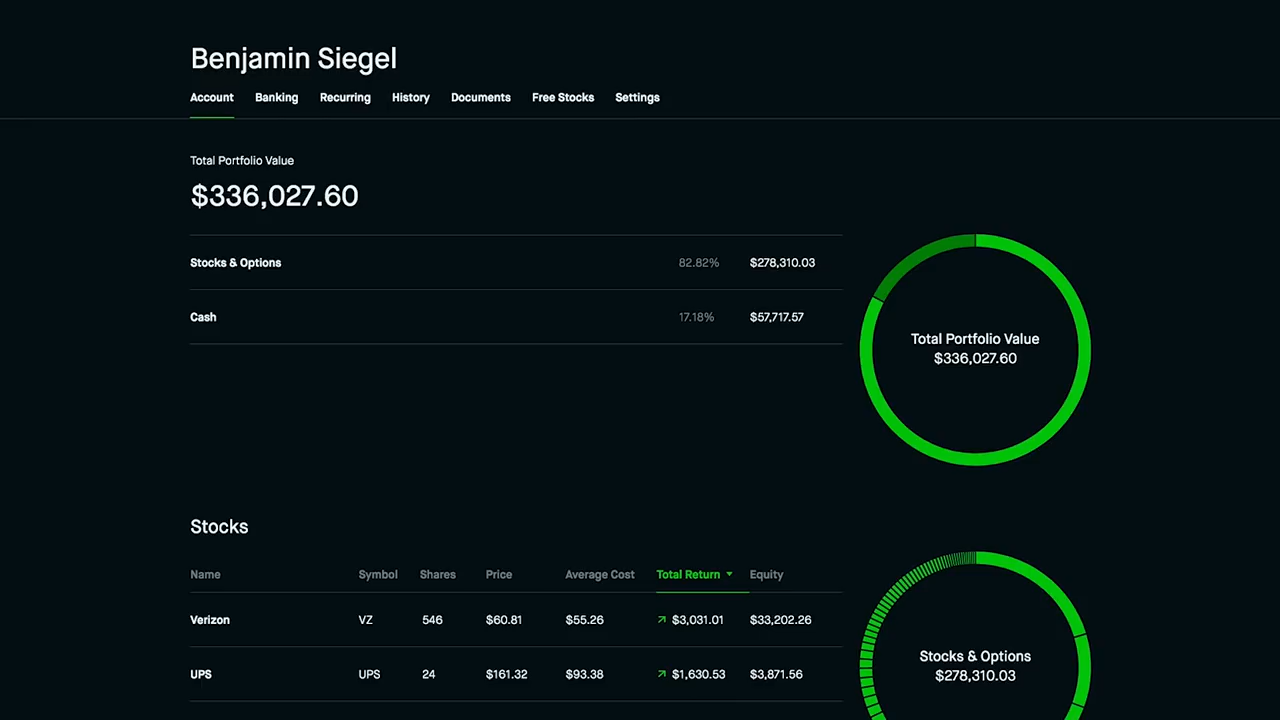 Benjamin Siegel
Account Banking Recurring History Documents Free Stocks Settings
Total Portfolio Value
$336,027.60
Stocks & Options 82.82% $278,310.03
Cash 17.18% $57,717.57
Total Portfolio Value
$336,027.60
Stocks
Name Symbol Shares Price Average Cost Total Return Equity
Verizon VZ 546 $60.81 $55.26 $3,031.01 $33,202.26
UPS UPS 24 $161.32 $93.38 $1,630.53 $3,871.56
Stocks & Options
$278,310.03